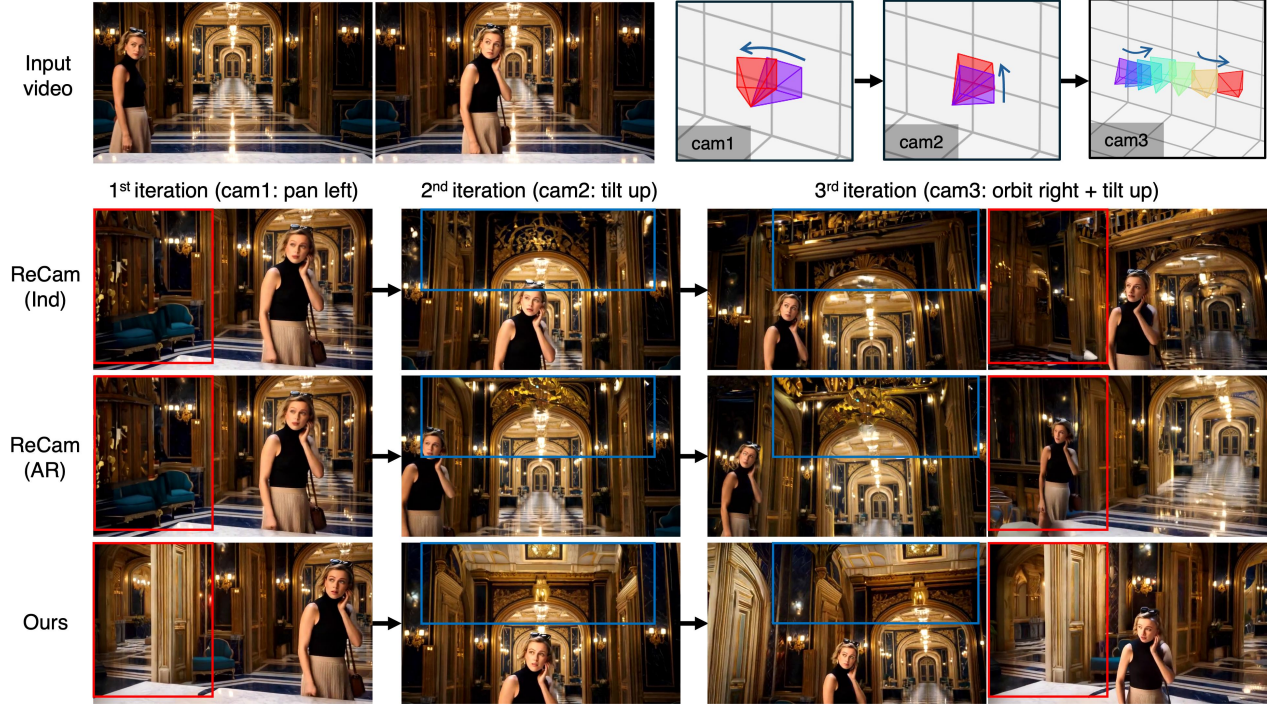 Input
video
cam1
cam2
cam3
1st iteration (cam1: pan left)
2nd iteration (cam2: tilt up)
3rd iteration (cam3: orbit right + tilt up)
ReCam
(Ind)
ReCam
(AR)
Ours